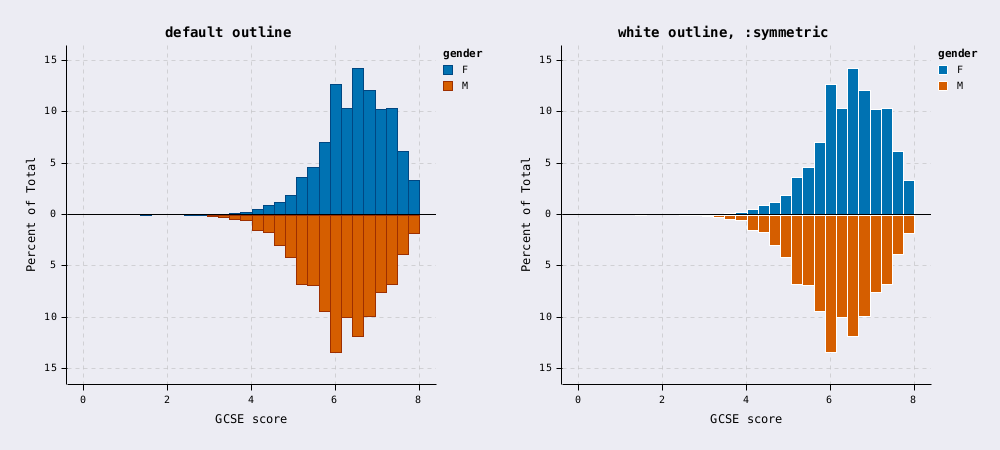 default outline
gender
F
M
15
10
5
0
5
10
15
Percent of Total
0 2 4 6 8
GCSE score
white outline, :symmetric
gender
F
M
15
10
5
0
5
10
15
Percent of Total
0 2 4 6 8
GCSE score